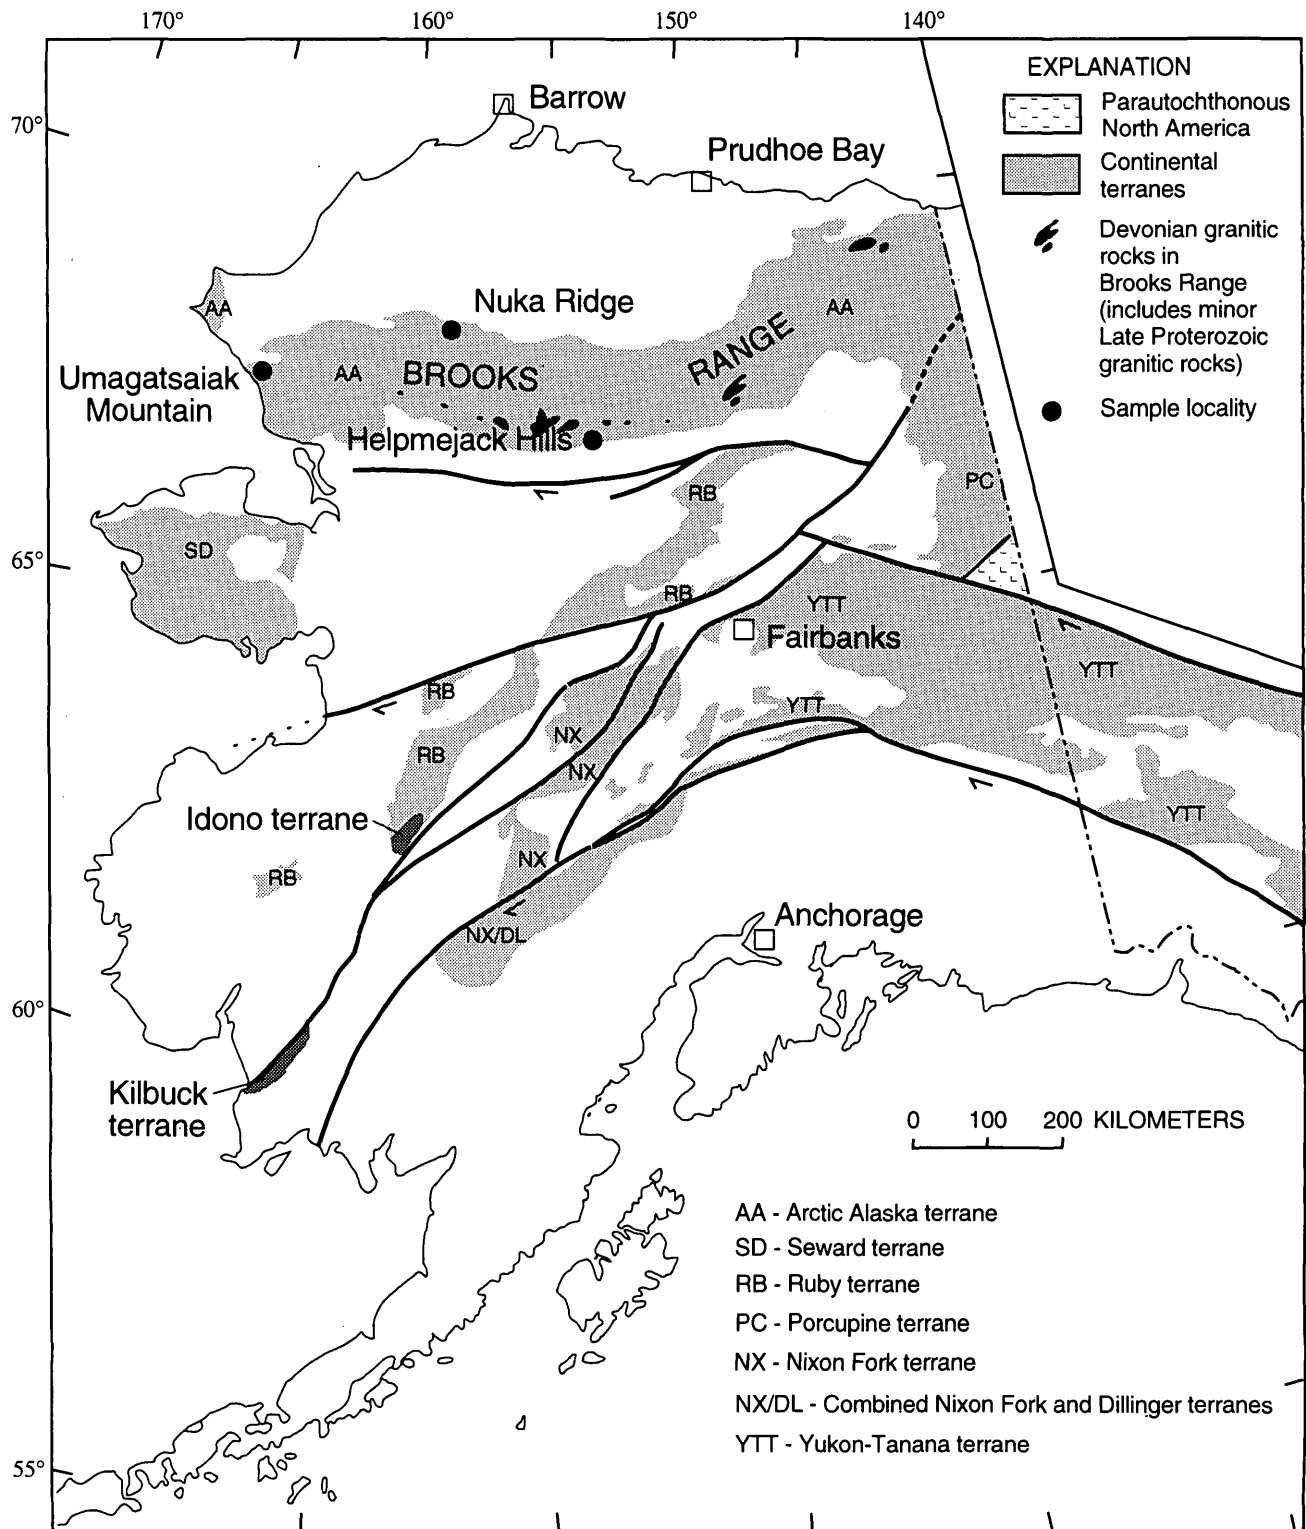 170° 160° 150° 140°
EXPLANATION
Parautochthonous
North America
Continental
terranes
Devonian granitic
rocks in
Brooks Range
(includes minor
Late Proterozoic
granitic rocks)
Sample locality
70°
Barrow
Prudhoe Bay
AA
Nuka Ridge
AA
RANGE
Umagatsaiak
Mountain
AA
BROOKS
Helpmejack Hills
RB
PC
SD
65°
RB
YTT
Fairbanks
YTT
RB
YTT
NX
RB
NX
Idono terrane
YTT
NX
RB
NX/DL
Anchorage
60°
Kilbuck
terrane
0 100 200 KILOMETERS
AA - Arctic Alaska terrane
SD - Seward terrane
RB - Ruby terrane
PC - Porcupine terrane
NX - Nixon Fork terrane
NX/DL - Combined Nixon Fork and Dillinger terranes
YTT - Yukon-Tanana terrane
55°